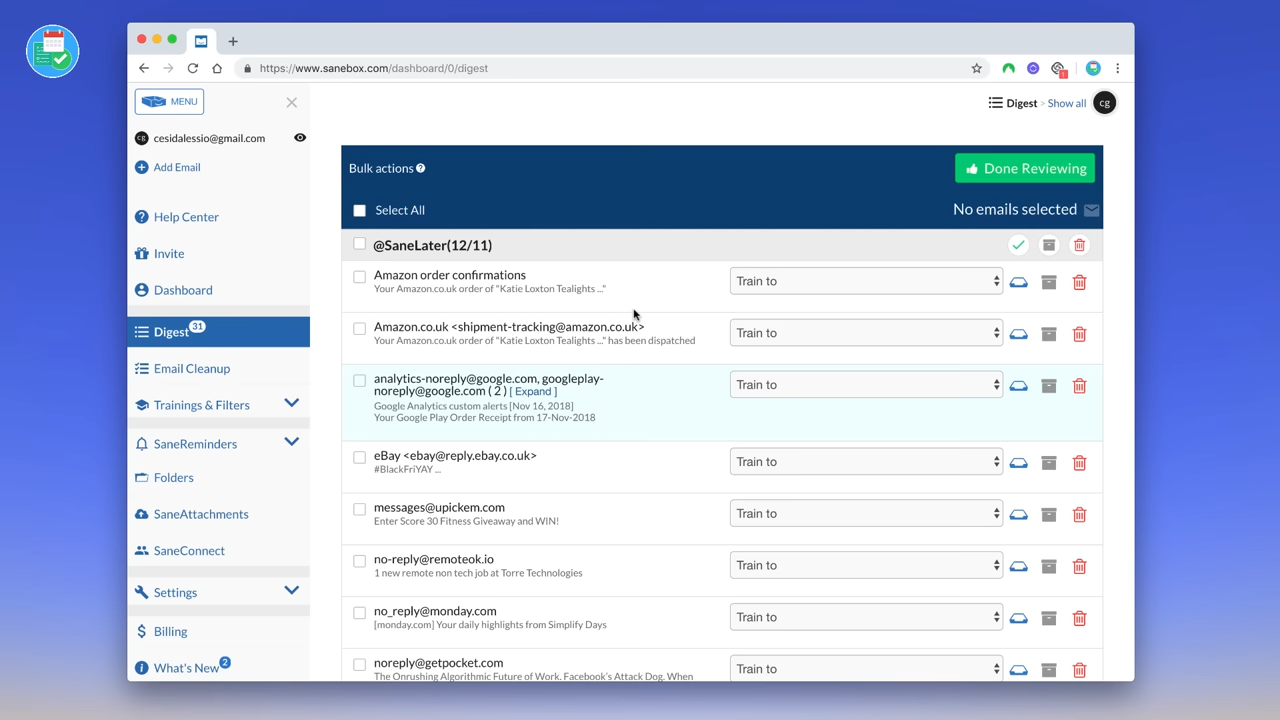 https://www.sanebox.com/dashboard/0/digest
MENU
cg cesidalessio@gmail.com
Add Email
Help Center
Invite
Dashboard
Digest 31
Email Cleanup
Trainings & Filters
SaneReminders
Folders
SaneAttachments
SaneConnect
Settings
Billing
What's New 2
Digest > Show all cg
Bulk actions
Done Reviewing
Select All
No emails selected
@SaneLater(12/11)
Amazon order confirmations
Your Amazon.co.uk order of "Katie Loxton Tealights ..."
Train to
Amazon.co.uk <shipment-tracking@amazon.co.uk>
Your Amazon.co.uk order of "Katie Loxton Tealights ..." has been dispatched
Train to
analytics-noreply@google.com, googleplay-
noreply@google.com ( 2 ) [ Expand ]
Google Analytics custom alerts [Nov 16, 2018]
Your Google Play Order Receipt from 17-Nov-2018
Train to
eBay <ebay@reply.ebay.co.uk>
#BlackFriYAY ...
Train to
messages@upickem.com
Enter Score 30 Fitness Giveaway and WIN!
Train to
no-reply@remoteok.io
1 new remote non tech job at Torre Technologies
Train to
no_reply@monday.com
[monday.com] Your daily highlights from Simplify Days
Train to
noreply@getpocket.com
The Onrushing Algorithmic Future of Work, Facebook's Attack Dog, When
Train to